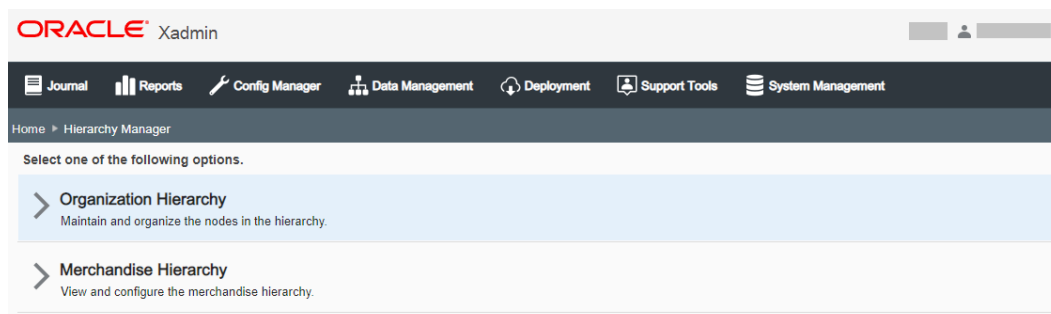 ORACLE® Xadmin
Journal Reports Config Manager Data Management Deployment Support Tools System Management
Home Hierarchy Manager
Select one of the following options.
Organization Hierarchy
Maintain and organize the nodes in the hierarchy.
Merchandise Hierarchy
View and configure the merchandise hierarchy.